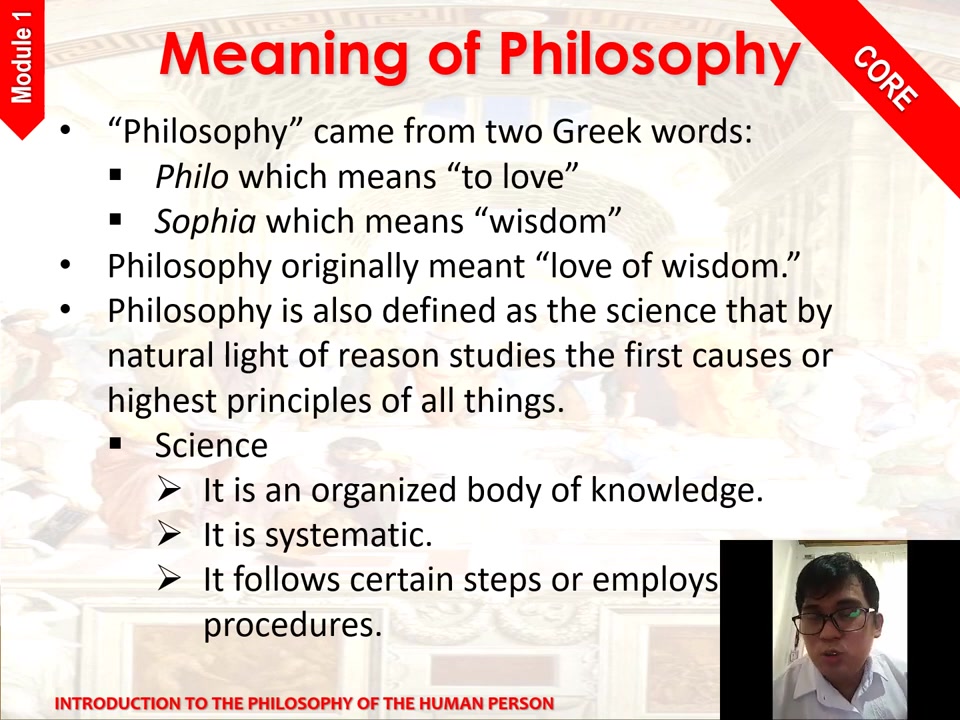 Module 1
Meaning of Philosophy
CORE
• “Philosophy” came from two Greek words:
▪ Philo which means “to love”
▪ Sophia which means “wisdom”
• Philosophy originally meant “love of wisdom.”
• Philosophy is also defined as the science that by
natural light of reason studies the first causes or
highest principles of all things.
▪ Science
➢ It is an organized body of knowledge.
➢ It is systematic.
➢ It follows certain steps or employs
procedures.
INTRODUCTION TO THE PHILOSOPHY OF THE HUMAN PERSON